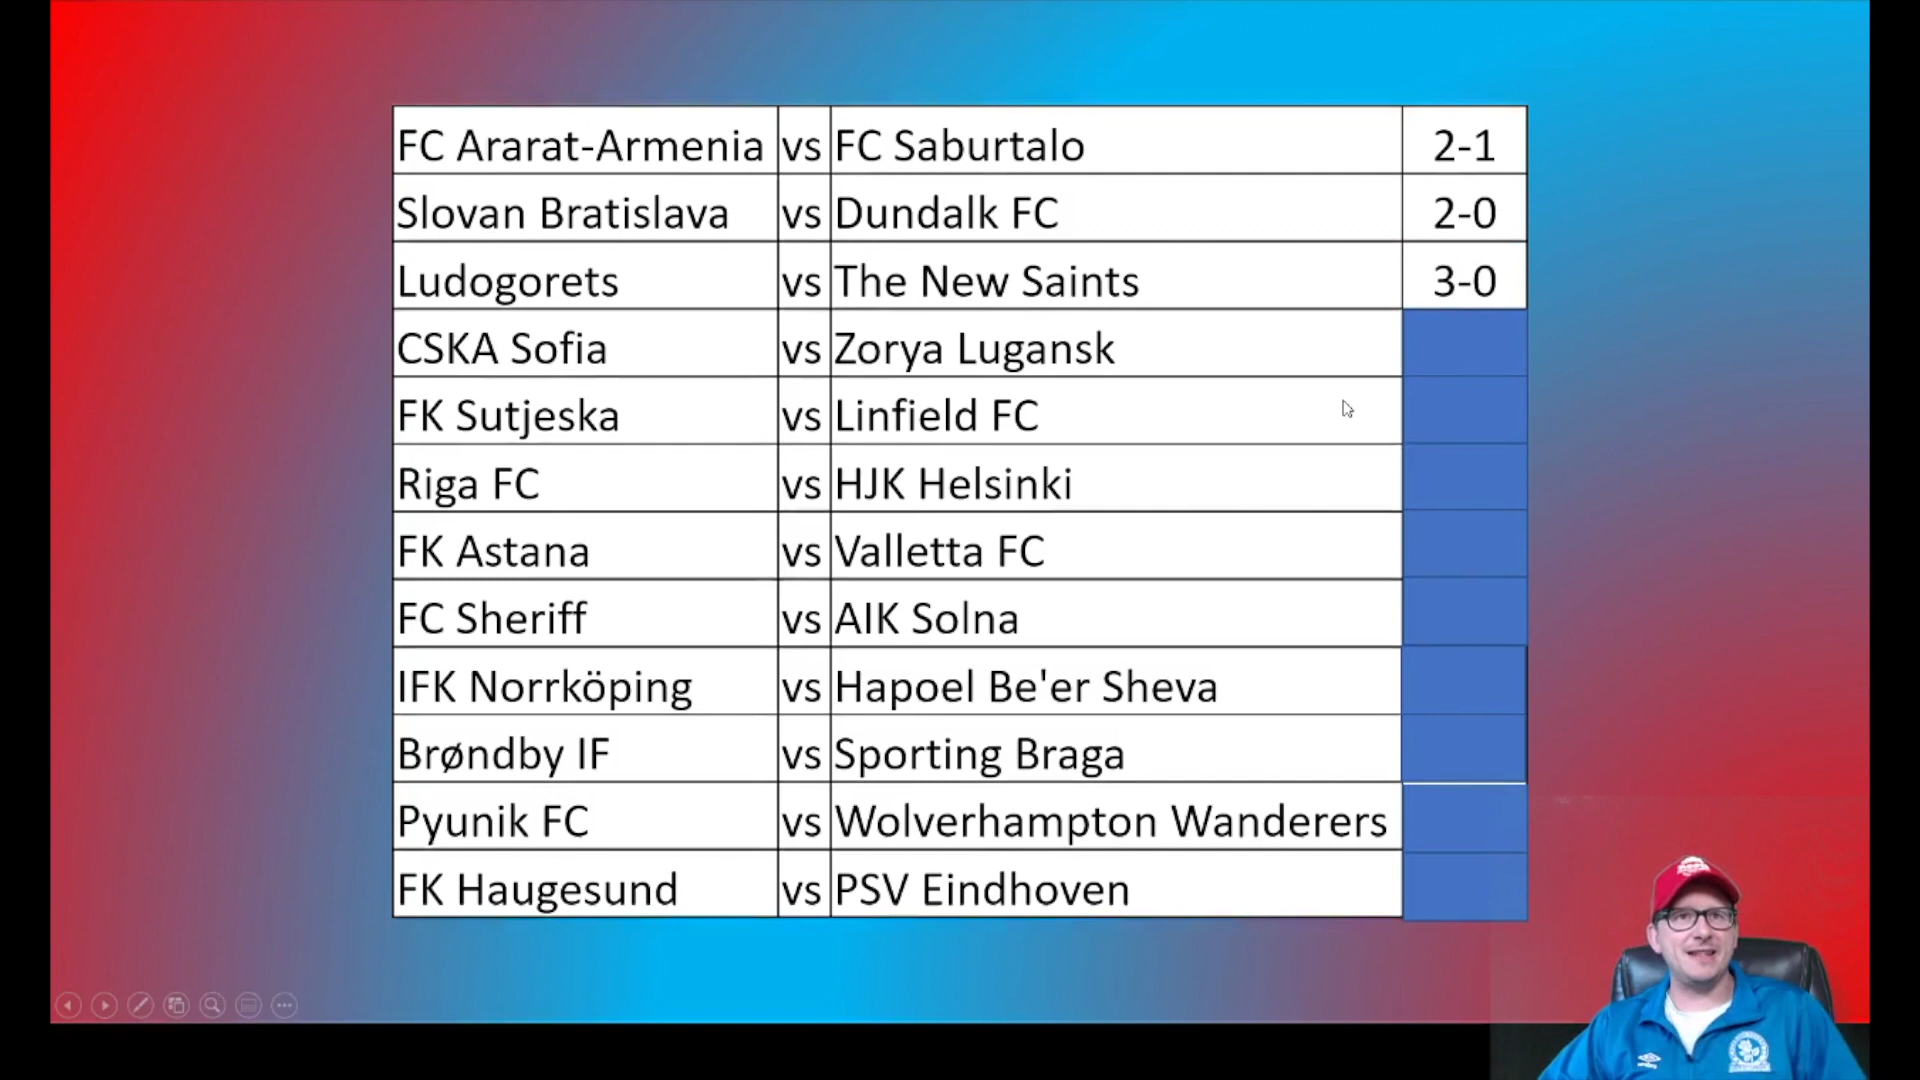 FC Ararat-Armenia vs FC Saburtalo 2-1
Slovan Bratislava vs Dundalk FC 2-0
Ludogorets vs The New Saints 3-0
CSKA Sofia vs Zorya Lugansk
FK Sutjeska vs Linfield FC
Riga FC vs HJK Helsinki
FK Astana vs Valletta FC
FC Sheriff vs AIK Solna
IFK Norrköping vs Hapoel Be'er Sheva
Brøndby IF vs Sporting Braga
Pyunik FC vs Wolverhampton Wanderers
FK Haugesund vs PSV Eindhoven